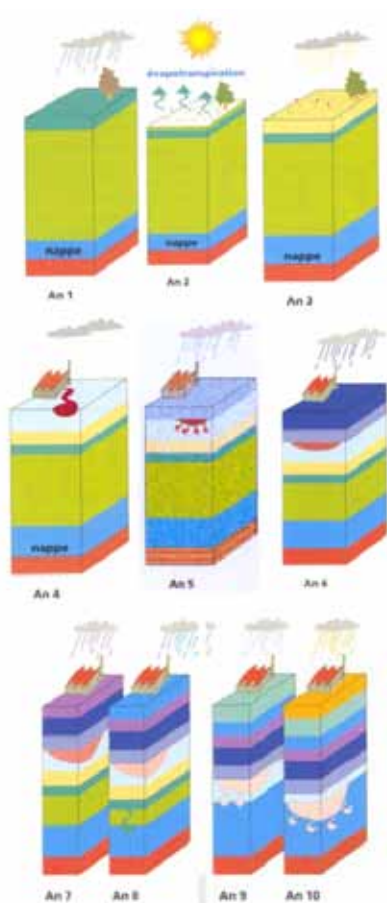 évapotranspiration
nappe
nappe
nappe
An 1
An 2
An 3
nappe
An 4
An 5
An 6
An 7
An 8
An 9
An 10